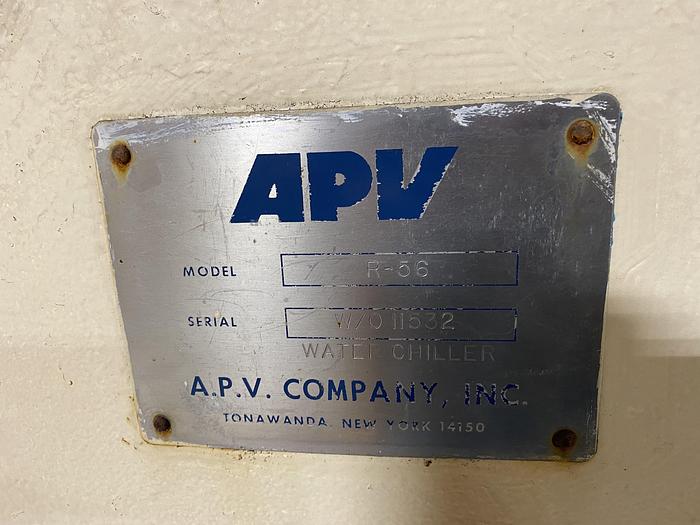 APV
MODEL R-56
SERIAL W/O 11532
WATER CHILLER
A.P.V. COMPANY, INC.
TONAWANDA, NEW YORK 14150